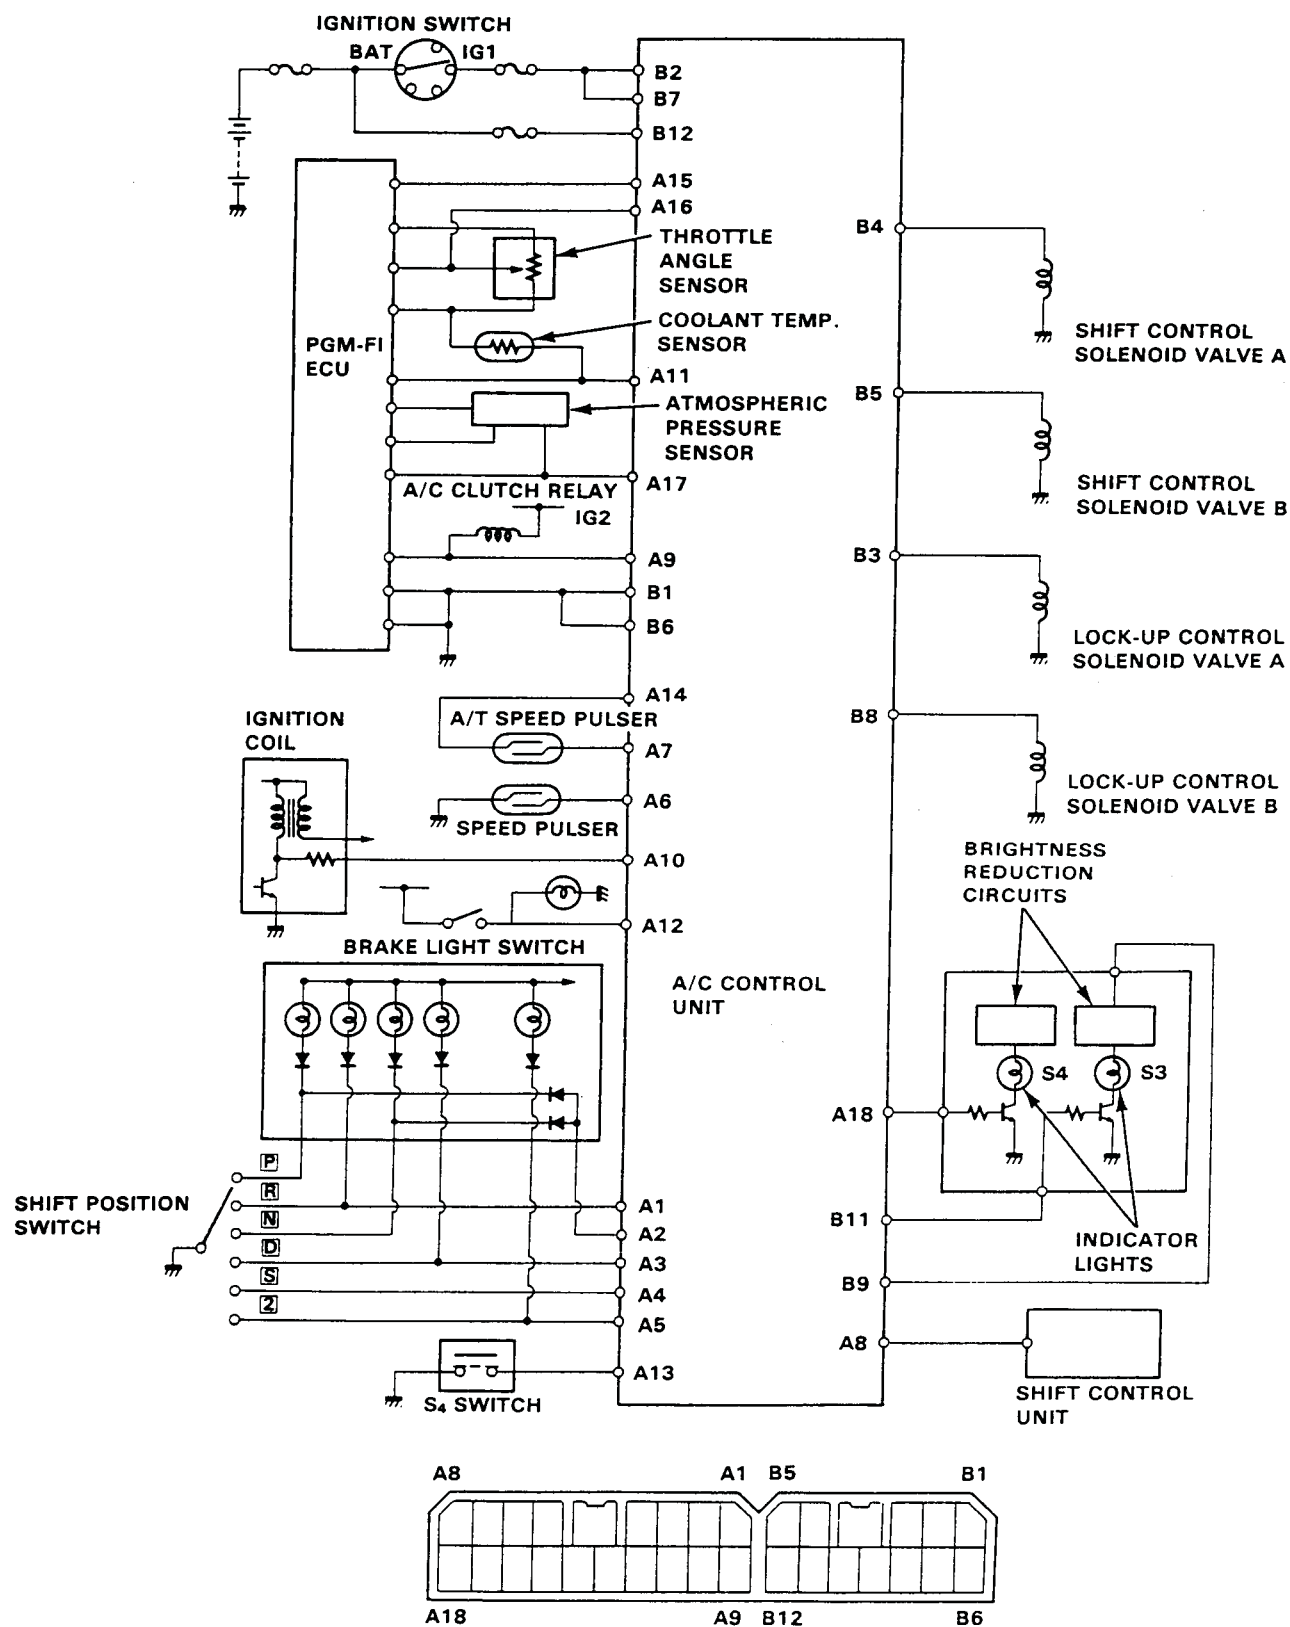 IGNITION SWITCH
BAT IG1
B2
B7
B12
A15
A16
THROTTLE
ANGLE
SENSOR
COOLANT TEMP.
SENSOR
PGM-FI
ECU
A11
ATMOSPHERIC
PRESSURE
SENSOR
A17
A/C CLUTCH RELAY
IG2
A9
B1
B6
B4
SHIFT CONTROL
SOLENOID VALVE A
B5
SHIFT CONTROL
SOLENOID VALVE B
B3
LOCK-UP CONTROL
SOLENOID VALVE A
B8
LOCK-UP CONTROL
SOLENOID VALVE B
A14
A/T SPEED PULSER
A7
IGNITION
COIL
A6
SPEED PULSER
A10
A12
BRAKE LIGHT SWITCH
A/C CONTROL
UNIT
BRIGHTNESS
REDUCTION
CIRCUITS
S4 S3
A18
B11
INDICATOR
LIGHTS
B9
A8
SHIFT CONTROL
UNIT
SHIFT POSITION
SWITCH
P
R
N
D
S
2
A1
A2
A3
A4
A5
A13
S4 SWITCH
A8 A1 B5 B1
A18 A9 B12 B6